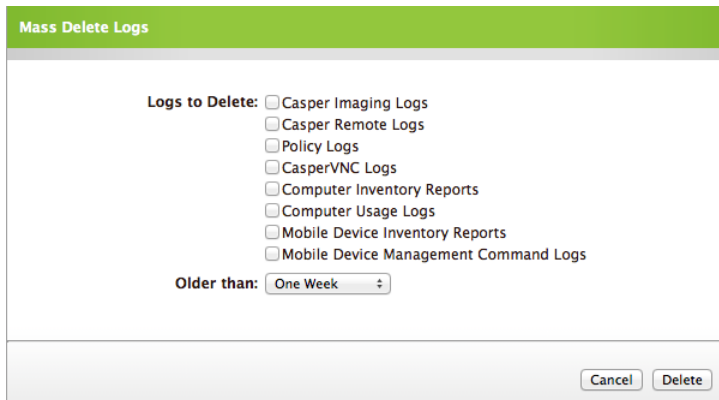 Mass Delete Logs
Logs to Delete: Casper Imaging Logs
Casper Remote Logs
Policy Logs
CasperVNC Logs
Computer Inventory Reports
Computer Usage Logs
Mobile Device Inventory Reports
Mobile Device Management Command Logs
Older than: One Week
Cancel Delete